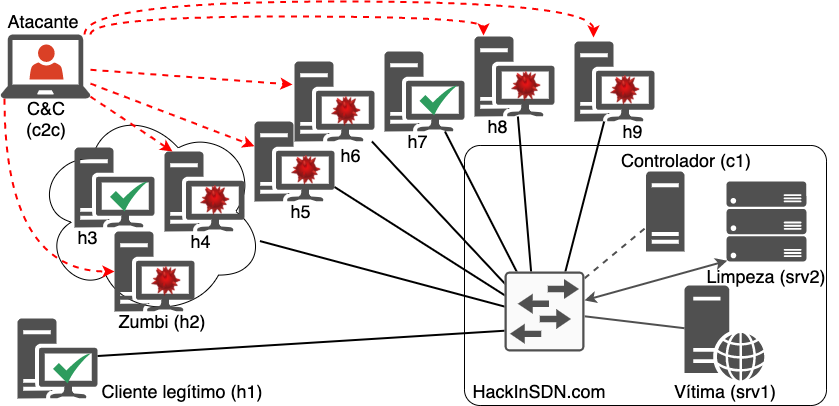 Atacante
C&C
(c2c)
h6
h7
h8
h9
h5
h3
h4
Zumbi (h2)
Cliente legítimo (h1)
Controlador (c1)
Limpeza (srv2)
Vítima (srv1)
HackInSDN.com